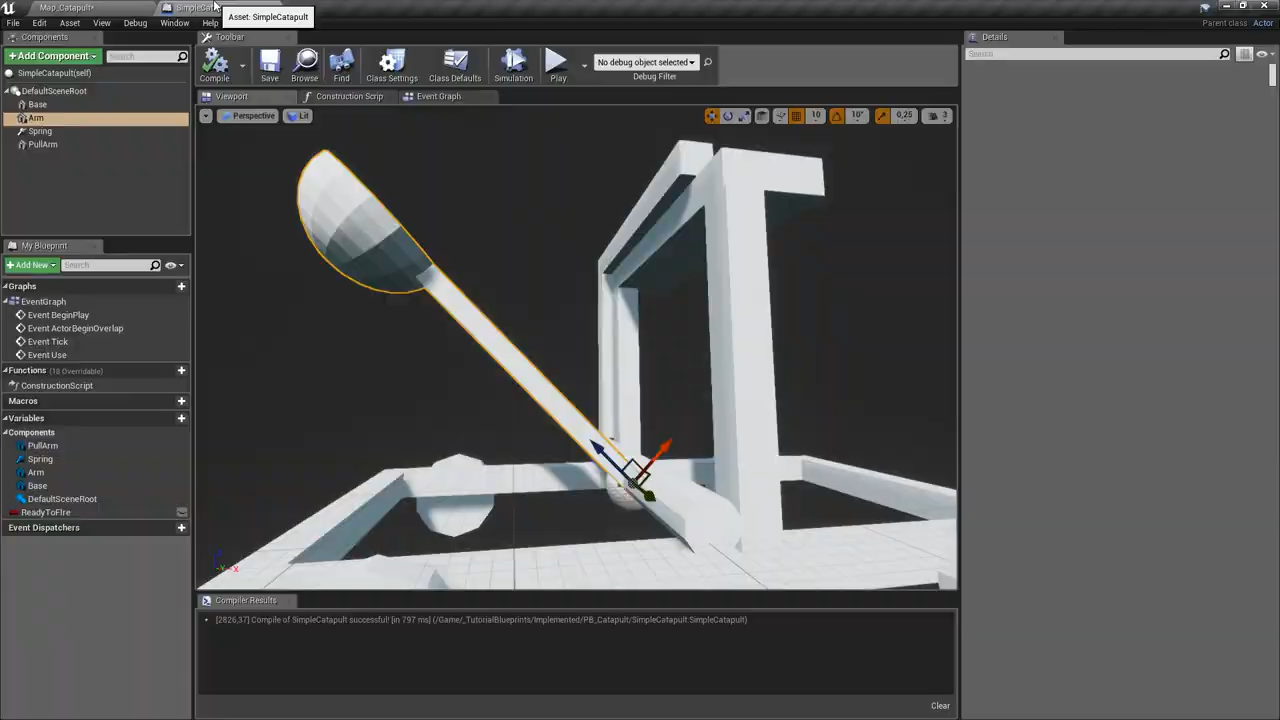 Map_Catapult*
SimpleCat
Asset: SimpleCatapult
File
Edit
Asset
View
Debug
Window
Help
Parent class:
Actor
Components
+Add Component
Search
SimpleCatapult(self)
DefaultSceneRoot
Base
Arm
Spring
PullArm
My Blueprint
+Add New
Search
Graphs
EventGraph
Event BeginPlay
Event ActorBeginOverlap
Event Tick
Event Use
Functions (18 Overridable)
ConstructionScript
Macros
Variables
Components
PullArm
Spring
Arm
Base
DefaultSceneRoot
ReadyToFire
Event Dispatchers
Toolbar
Compile
Save
Browse
Find
Class Settings
Class Defaults
Simulation
Play
No debug object selected
Debug Filter
Viewport
Construction Scrip
Event Graph
Perspective
Lit
10
10°
0,25
3
Compiler Results
[2826,37] Compile of SimpleCatapult successful! [in 797 ms] (/Game/_TutorialBlueprints/Implemented/PB_Catapult/SimpleCatapult.SimpleCatapult)
Clear
Details
Search